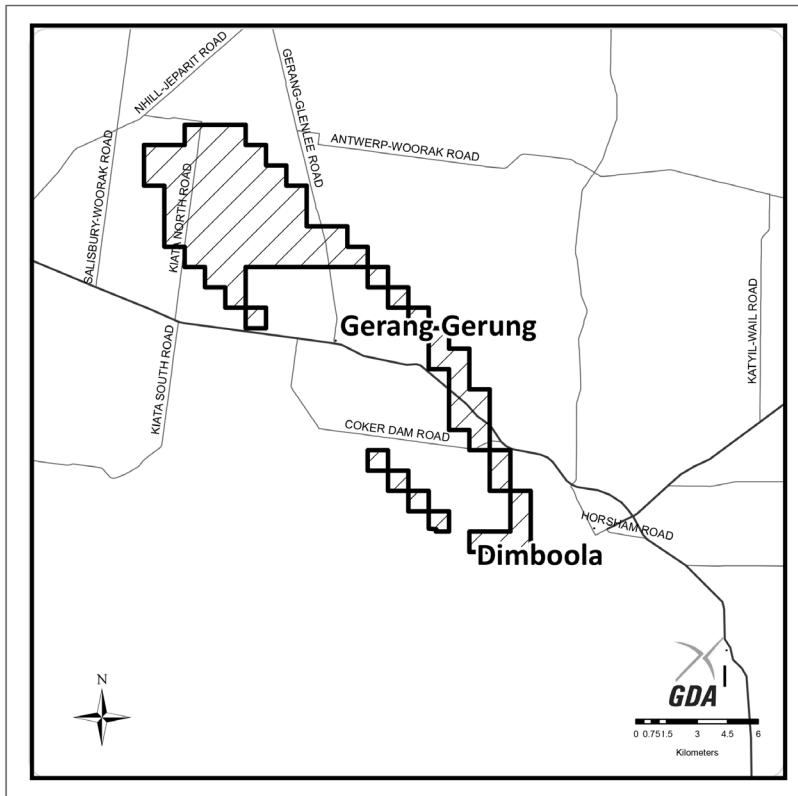 NHILL-JEPARIT ROAD
GERANG-GLENLEE ROAD
ANTWERP-WOORAK ROAD
SALISBURY-WOORAK ROAD
KIATA NORTH ROAD
Gerang-Gerung
KATYIL-WAIL ROAD
KIATA SOUTH ROAD
COKER DAM ROAD
HORSHAM ROAD
Dimboola
N
GDA
0 0.75 1.5 3 4.5 6
Kilometers